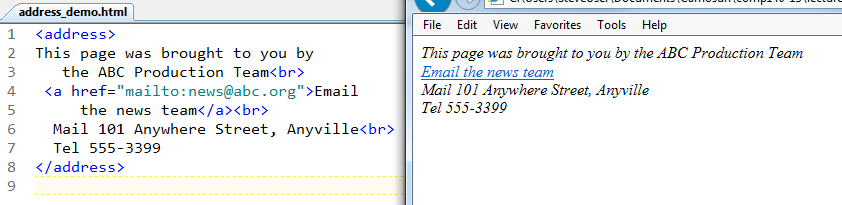 address_demo.html
1 <address>
2 This page was brought to you by
3 the ABC Production Team<br>
4 <a href="mailto:news@abc.org">Email
5 the news team</a><br>
6 Mail 101 Anywhere Street, Anyville<br>
7 Tel 555-3399
8 </address>
9
File Edit View Favorites Tools Help
This page was brought to you by the ABC Production Team
Email the news team
Mail 101 Anywhere Street, Anyville
Tel 555-3399